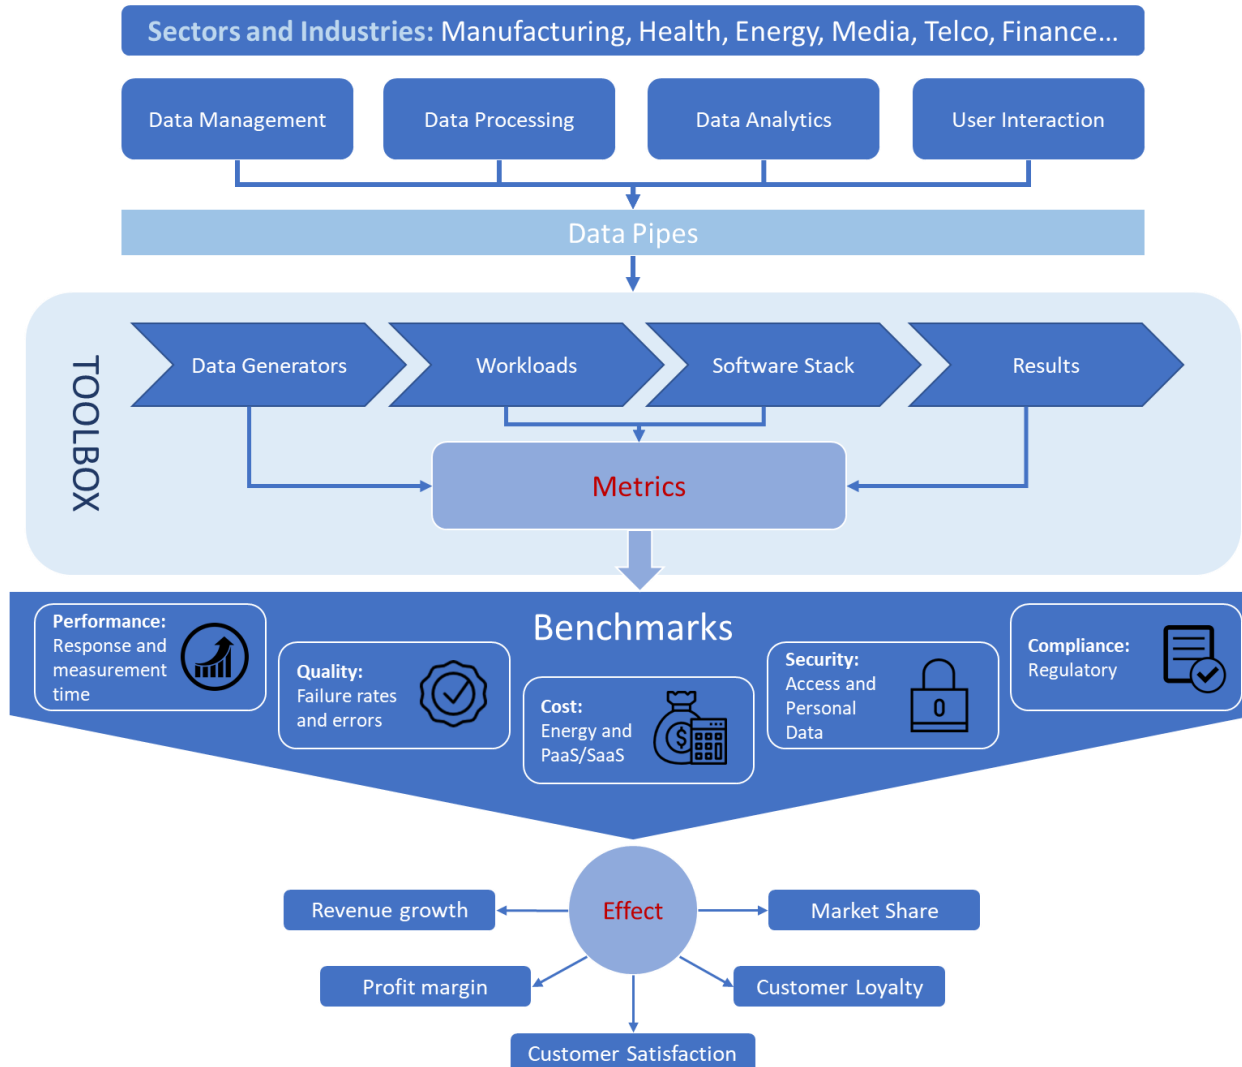 Sectors and Industries: Manufacturing, Health, Energy, Media, Telco, Finance...
Data Management
Data Processing
Data Analytics
User Interaction
Data Pipes
TOOLBOX
Data Generators
Workloads
Software Stack
Results
Metrics
Benchmarks
Performance:
Response and
measurement
time
Quality:
Failure rates
and errors
Cost:
Energy and
PaaS/SaaS
Security:
Access and
Personal
Data
Compliance:
Regulatory
Effect
Revenue growth
Market Share
Profit margin
Customer Loyalty
Customer Satisfaction